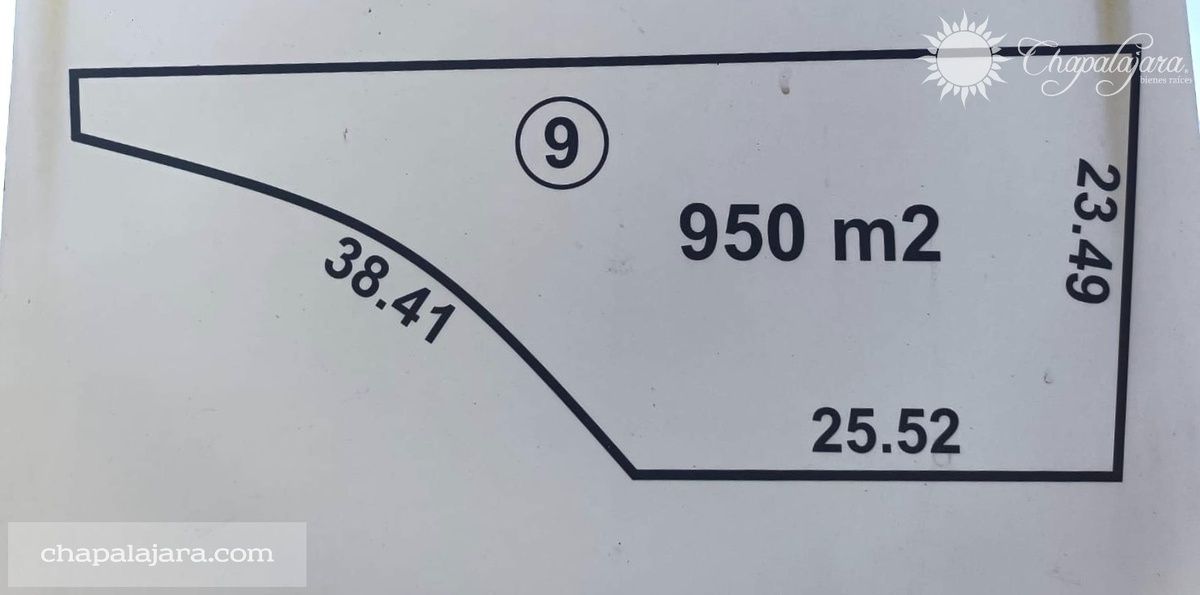 Chapalajara®
bienes raíces
9
950 m2
23.49
38.41
25.52
chapalajara.com